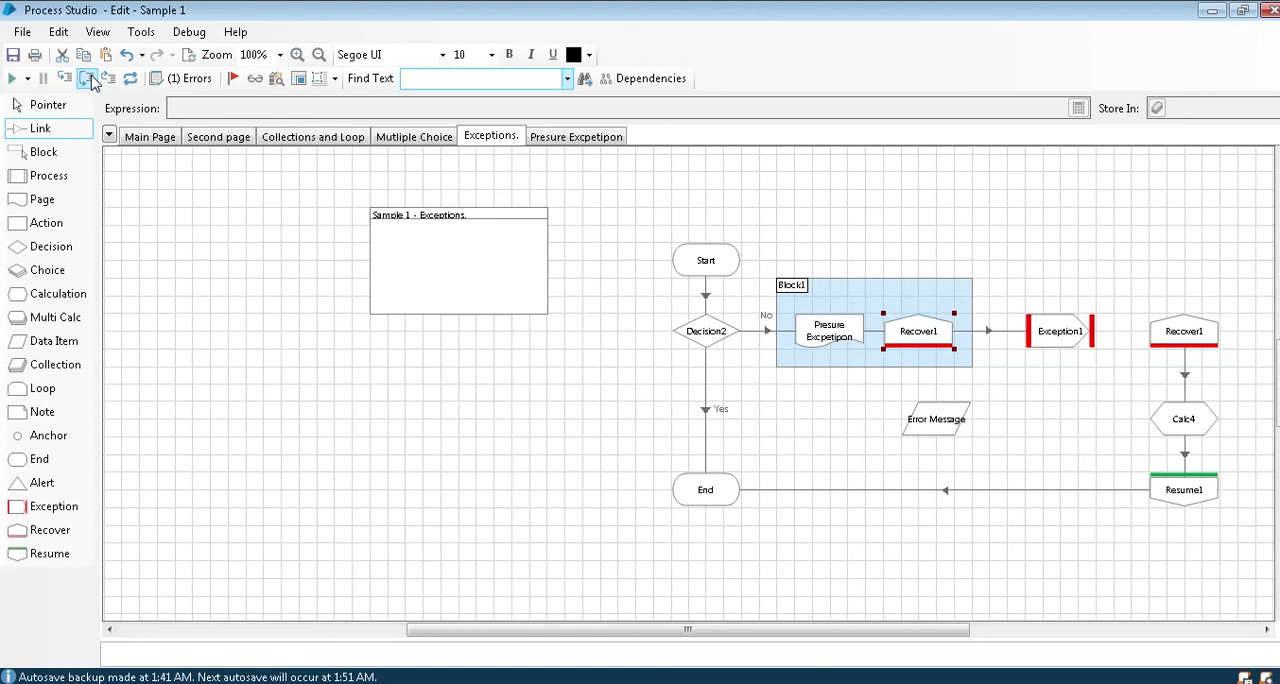 Process Studio - Edit - Sample 1
File Edit View Tools Debug Help
Zoom 100% Segoe UI 10 B I U
(1) Errors Find Text Dependencies
Pointer
Link
Block
Process
Page
Action
Decision
Choice
Calculation
Multi Calc
Data Item
Collection
Loop
Note
Anchor
End
Alert
Exception
Recover
Resume
Expression: Store In:
Main Page Second page Collections and Loop Mutliple Choice Exceptions. Presure Excpetipon
Sample 1 - Exceptions.
Start
Block1
Decision2
No
Presure
Excpetipon
Recover1
Exception1
Recover1
Yes
Error Message
Calc4
End
Resume1
Autosave backup made at 1:41 AM. Next autosave will occur at 1:51 AM.